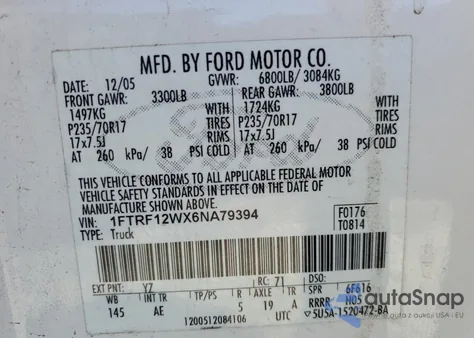 MFD. BY FORD MOTOR CO.
DATE: 12/05 GVWR: 6800LB/ 3084KG
FRONT GAWR: 3300LB REAR GAWR: 3800LB
1497KG 1724KG
P235/70R17 TIRES P235/70R17 TIRES
17x7.5J RIMS 17x7.5J RIMS
AT 260 kPa/ 38 PSI COLD AT 260 kPa/ 38 PSI COLD
THIS VEHICLE CONFORMS TO ALL APPLICABLE FEDERAL MOTOR
VEHICLE SAFETY STANDARDS IN EFFECT ON THE DATE OF
MANUFACTURE SHOWN ABOVE.
VIN: 1FTRF12WX6NA79394
TYPE: Truck
F0176
T0814
EXT PNT: YZ RC: 71 DSO:
WB INT TR TP/PS R AXLE TR SPR 6F616
145 AE 5 19 A RRRR N05
1200512084106 UTC 5U5A-1520472-BA
autaSnap